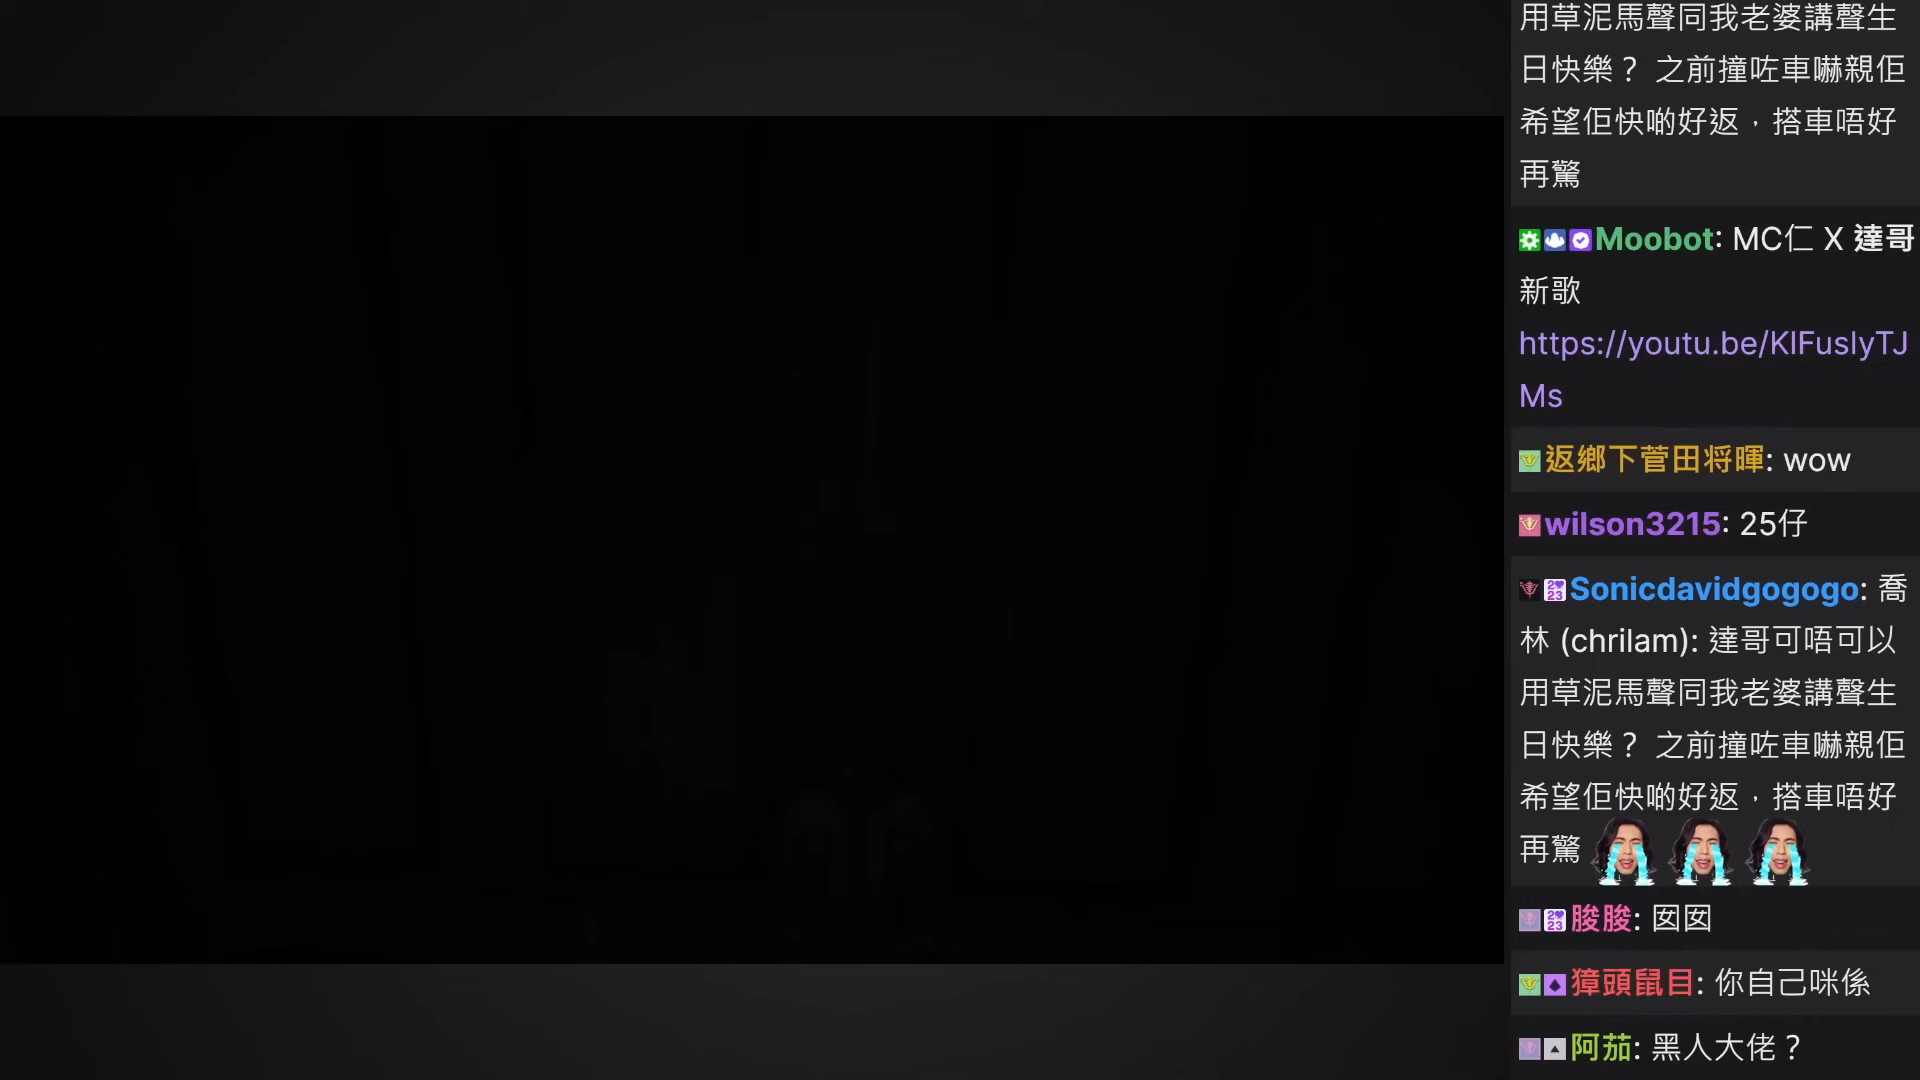 用草泥馬聲同我老婆講聲生
日快樂？ 之前撞咗車嚇親佢
希望佢快啲好返，搭車唔好
再驚
Moobot: MC仁 X 達哥
新歌
https://youtu.be/KlFuslyTJ
Ms
返鄉下菅田将暉: wow
wilson3215: 25仔
Sonicdavidgogogo: 喬
林 (chrilam): 達哥可唔可以
用草泥馬聲同我老婆講聲生
日快樂？ 之前撞咗車嚇親佢
希望佢快啲好返，搭車唔好
再驚
朘朘: 囡囡
獐頭鼠目: 你自己咪係
阿茄: 黑人大佬？